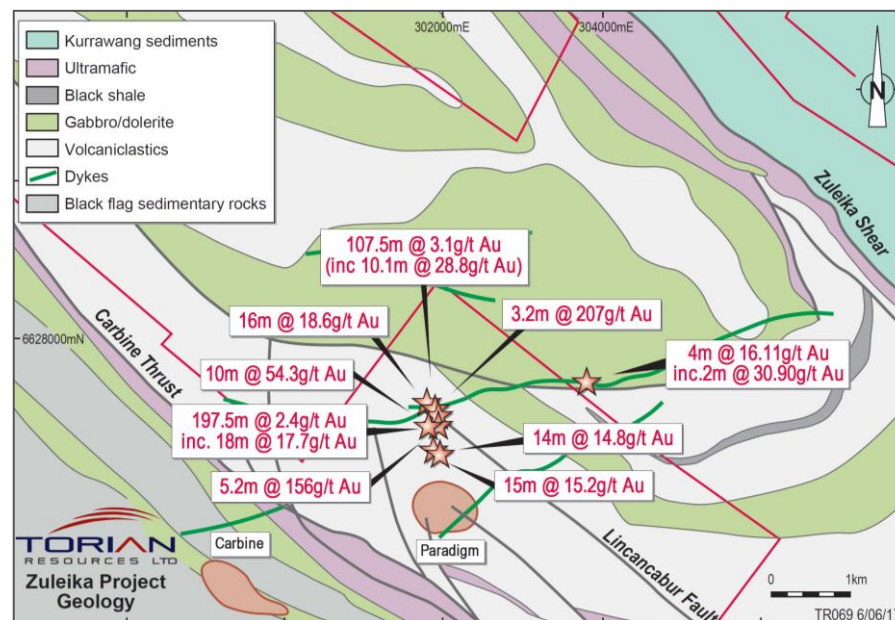 302000mE
304000mE
Kurrawang sediments
Ultramafic
Black shale
Gabbro/dolerite
Volcaniclastics
Dykes
Black flag sedimentary rocks
N
Zuleika Shear
107.5m @ 3.1g/t Au
(inc 10.1m @ 28.8g/t Au)
16m @ 18.6g/t Au
3.2m @ 207g/t Au
6628000mN
Carbine Thrust
4m @ 16.11g/t Au
inc.2m @ 30.90g/t Au
10m @ 54.3g/t Au
197.5m @ 2.4g/t Au
inc. 18m @ 17.7g/t Au
14m @ 14.8g/t Au
5.2m @ 156g/t Au
15m @ 15.2g/t Au
Lincancabur Fault
TORIAN
RESOURCES LTD
Zuleika Project
Geology
Carbine
Paradigm
0
1km
TR069 6/06/17